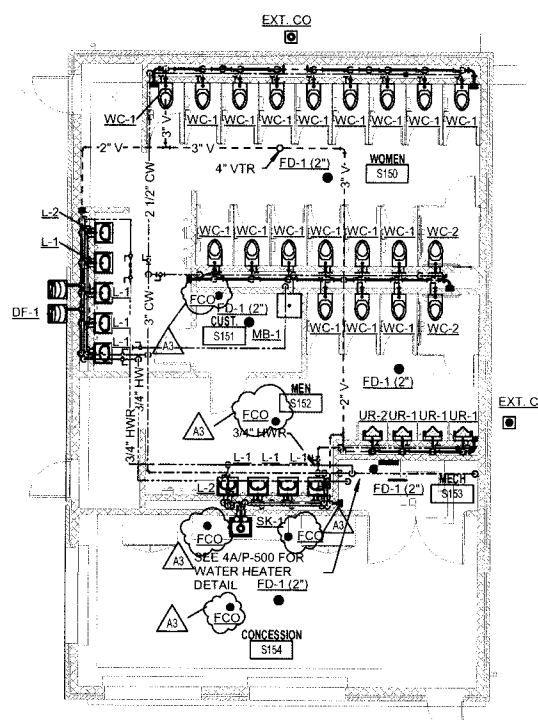 EXT. CO
WC-1 WC-1 WC-1 WC-1 WC-1 WC-1 WC-1 WC-1 WC-1
3" V
2" V
3" V
4" VTR
FD-1 (2")
WOMEN
S150
3" V
2 1/2" CW
L-2
L-1
WC-1 WC-1 WC-1 WC-1 WC-1 WC-1 WC-2
DF-1
L-1
L-1
L-1
3" CW
FCO
FD-1 (2")
CUST.
S151
MB-1
A3
WC-1 WC-1 WC-1 WC-2
FD-1 (2")
3/4" HW
3/4" HWR
MEN
S152
FCO
A3
3/4" HWR
2" V
UR-2 UR-1 UR-1 UR-1
EXT. C
L-1 L-1 L-1
L-2
FD-1 (2")
MECH
S153
SK-1
FCO
FCO
A3
A3
SEE 4A/P-500 FOR
WATER HEATER
DETAIL
FD-1 (2")
A3
FCO
CONCESSION
S154